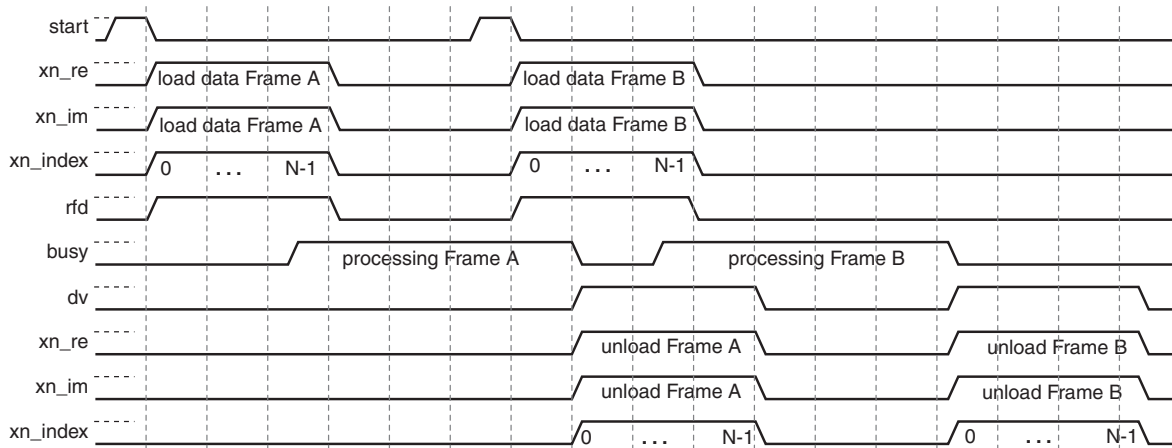 start
xn_re load data Frame A load data Frame B
xn_im load data Frame A load data Frame B
xn_index 0 ... N-1 0 ... N-1
rfd
busy processing Frame A processing Frame B
dv
xn_re unload Frame A unload Frame B
xn_im unload Frame A unload Frame B
xn_index 0 ... N-1 0 ... N-1